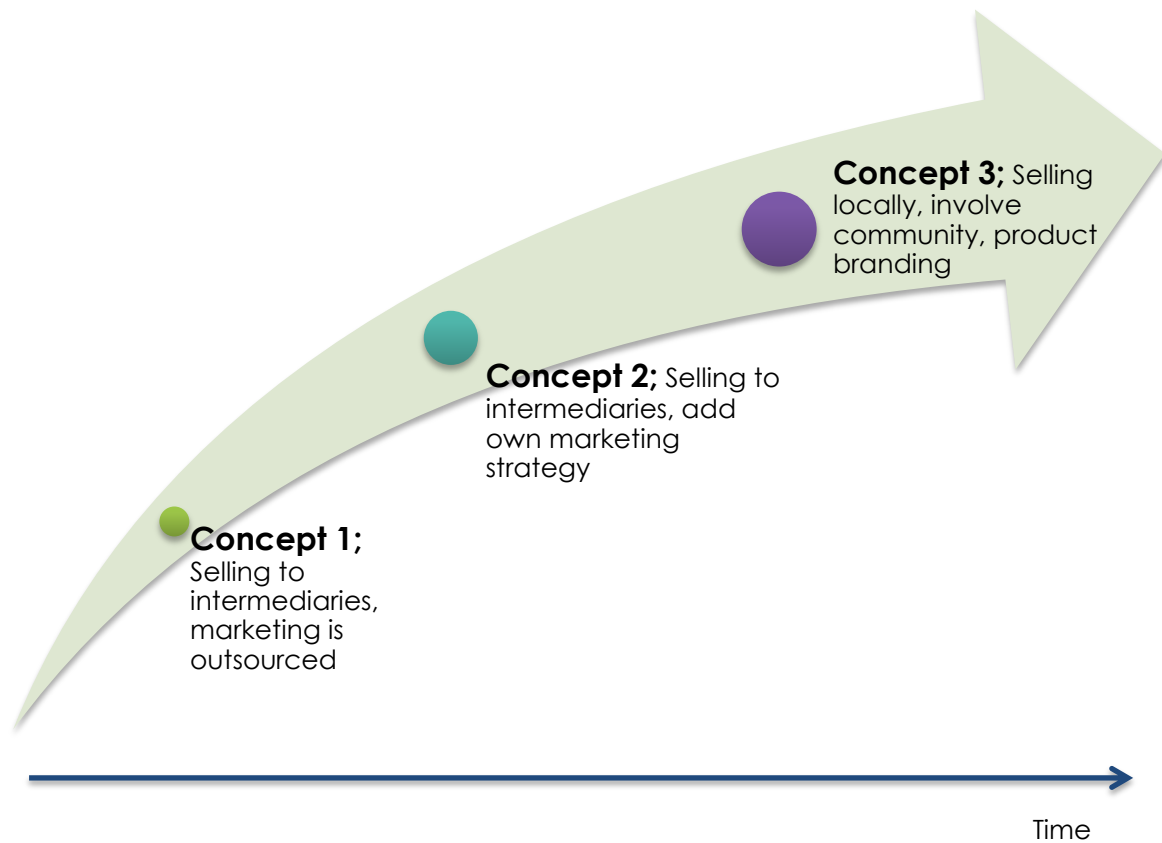 Concept 3; Selling
locally, involve
community, product
branding
Concept 2; Selling to
intermediaries, add
own marketing
strategy
Concept 1;
Selling to
intermediaries,
marketing is
outsourced
Time